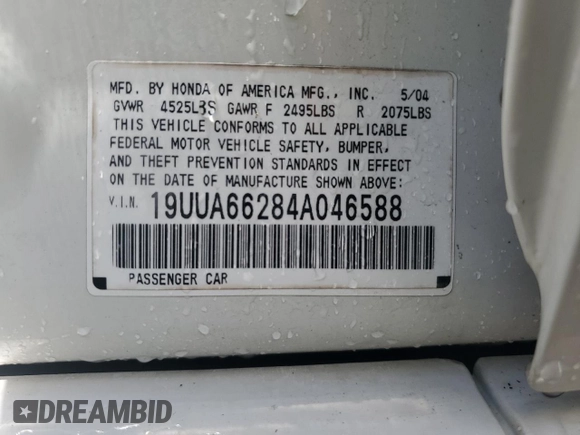 MFD. BY HONDA OF AMERICA MFG., INC. 5/04
GVWR 4525LBS GAWR F 2495LBS R 2075LBS
THIS VEHICLE CONFORMS TO ALL APPLICABLE
FEDERAL MOTOR VEHICLE SAFETY, BUMPER,
AND THEFT PREVENTION STANDARDS IN EFFECT
ON THE DATE OF MANUFACTURE SHOWN ABOVE:
V.I.N. 19UUA66284A046588
PASSENGER CAR
DREAMBID